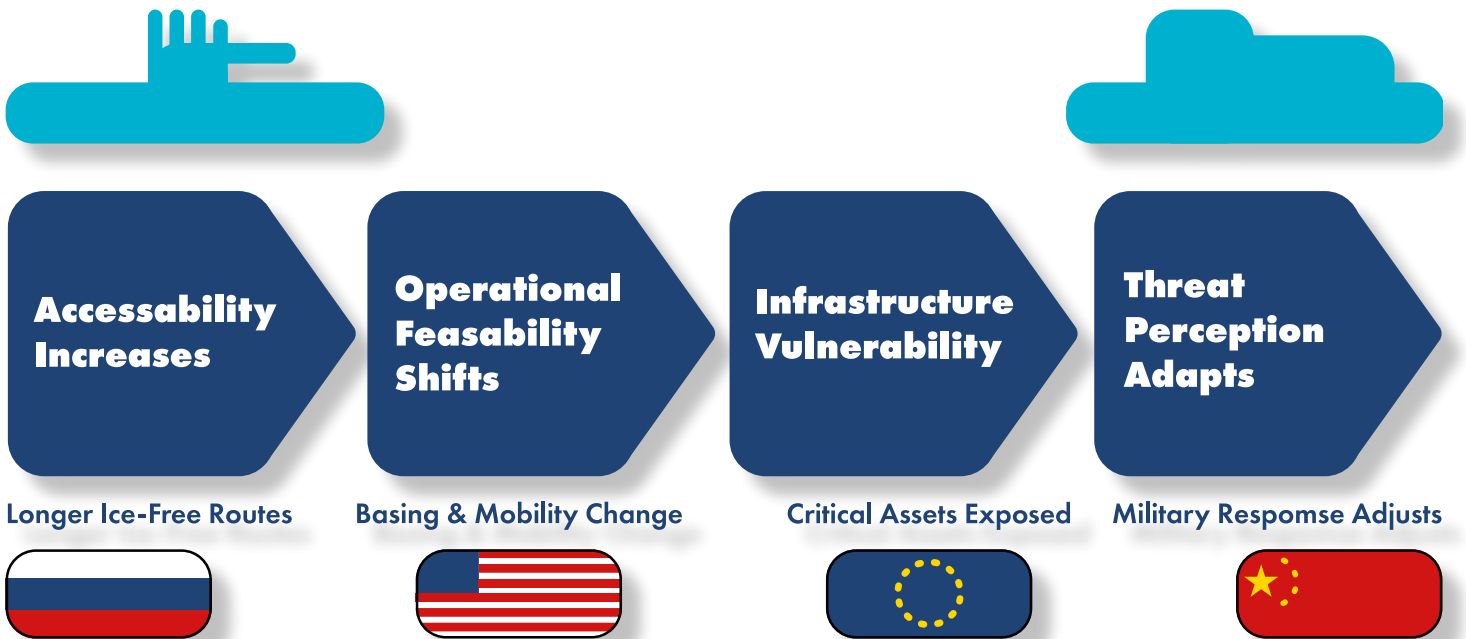 Accessability
Increases
Operational
Feasability
Shifts
Infrastructure
Vulnerability
Threat
Perception
Adapts
Longer Ice-Free Routes
Basing & Mobility Change
Critical Assets Exposed
Military Respomse Adjusts